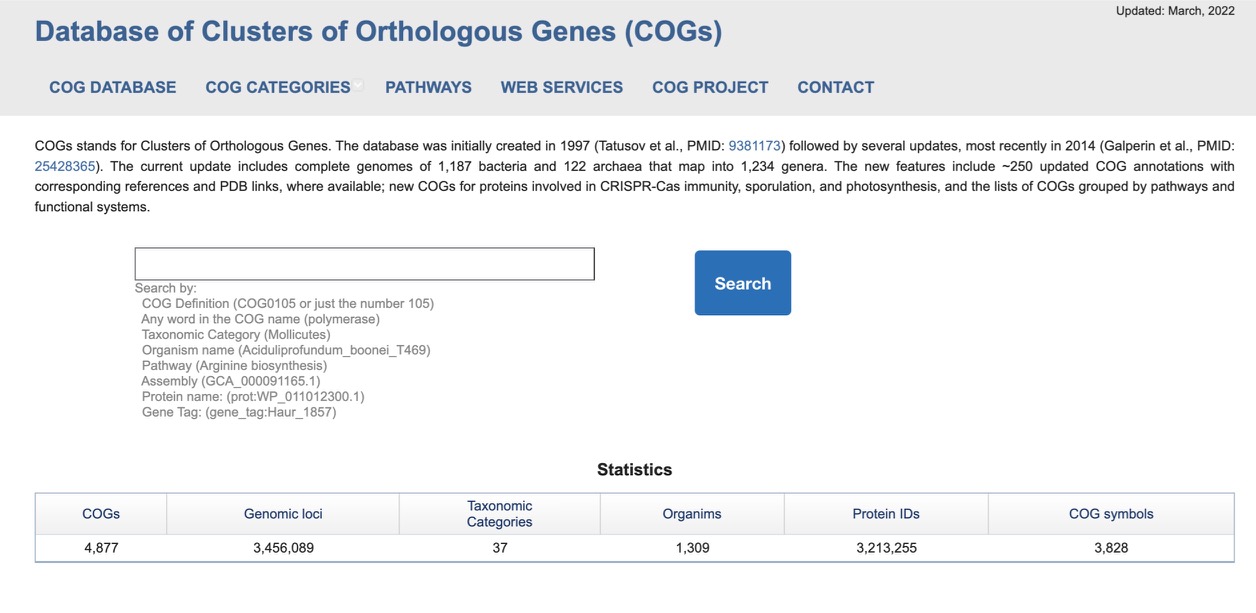 Updated: March, 2022
Database of Clusters of Orthologous Genes (COGs)
COG DATABASE COG CATEGORIES PATHWAYS WEB SERVICES COG PROJECT CONTACT
COGs stands for Clusters of Orthologous Genes. The database was initially created in 1997 (Tatusov et al., PMID: 9381173) followed by several updates, most recently in 2014 (Galperin et al., PMID:
25428365). The current update includes complete genomes of 1,187 bacteria and 122 archaea that map into 1,234 genera. The new features include ~250 updated COG annotations with
corresponding references and PDB links, where available; new COGs for proteins involved in CRISPR-Cas immunity, sporulation, and photosynthesis, and the lists of COGs grouped by pathways and
functional systems.
Search
Search by:
COG Definition (COG0105 or just the number 105)
Any word in the COG name (polymerase)
Taxonomic Category (Mollicutes)
Organism name (Aciduliprofundum_boonei_T469)
Pathway (Arginine biosynthesis)
Assembly (GCA_000091165.1)
Protein name: (prot:WP_011012300.1)
Gene Tag: (gene_tag:Haur_1857)
Statistics
COGs Genomic loci Taxonomic Categories Organims Protein IDs COG symbols
4,877 3,456,089 37 1,309 3,213,255 3,828